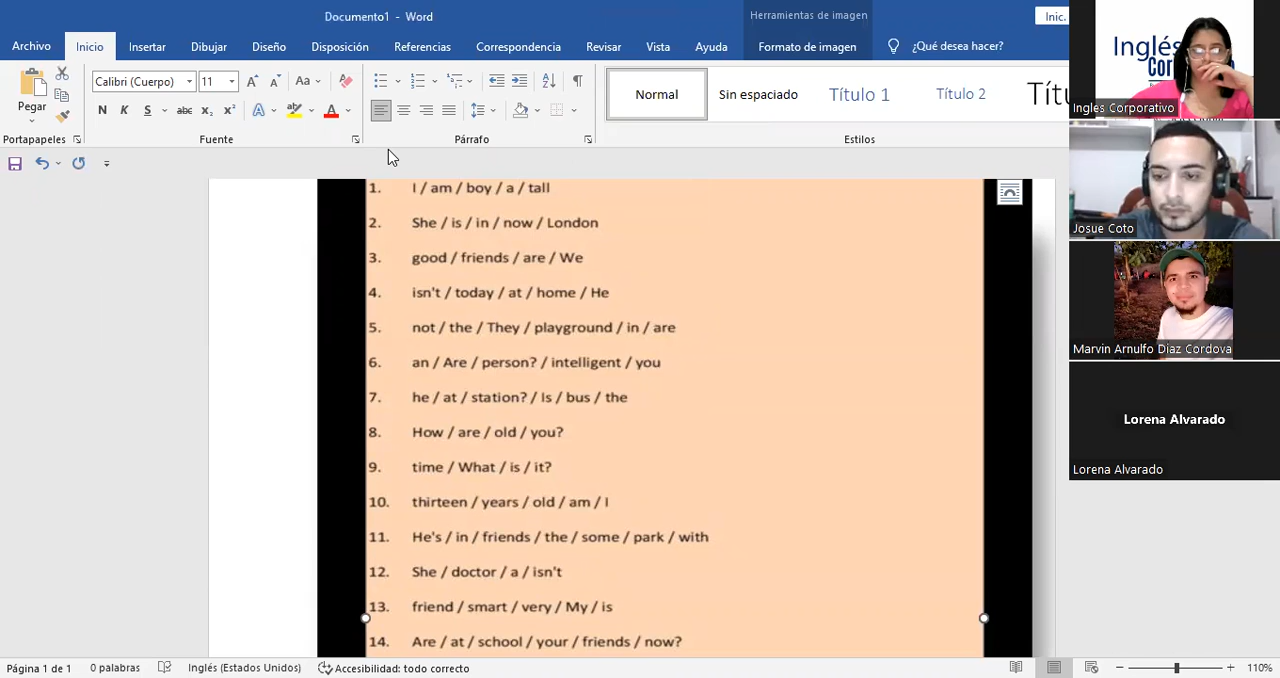 Documento1 - Word
Herramientas de imagen
Inic.
Archivo
Inicio
Insertar
Dibujar
Diseño
Disposición
Referencias
Correspondencia
Revisar
Vista
Ayuda
Formato de imagen
¿Qué desea hacer?
Pegar
Calibri (Cuerpo)
11
Normal
Sin espaciado
Título 1
Título 2
Portapapeles
Fuente
Párrafo
Estilos
1. I / am / boy / a / tall
2. She / is / in / now / London
3. good / friends / are / We
4. isn't / today / at / home / He
5. not / the / They / playground / in / are
6. an / Are / person? / intelligent / you
7. he / at / station? / Is / bus / the
8. How / are / old / you?
9. time / What / is / it?
10. thirteen / years / old / am / I
11. He's / in / friends / the / some / park / with
12. She / doctor / a / isn't
13. friend / smart / very / My / is
14. Are / at / school / your / friends / now?
Página 1 de 1
0 palabras
Inglés (Estados Unidos)
Accesibilidad: todo correcto
110%
Inglés
Ingles Corporativo
Josue Coto
Marvin Arnulfo Diaz Cordova
Lorena Alvarado
Lorena Alvarado